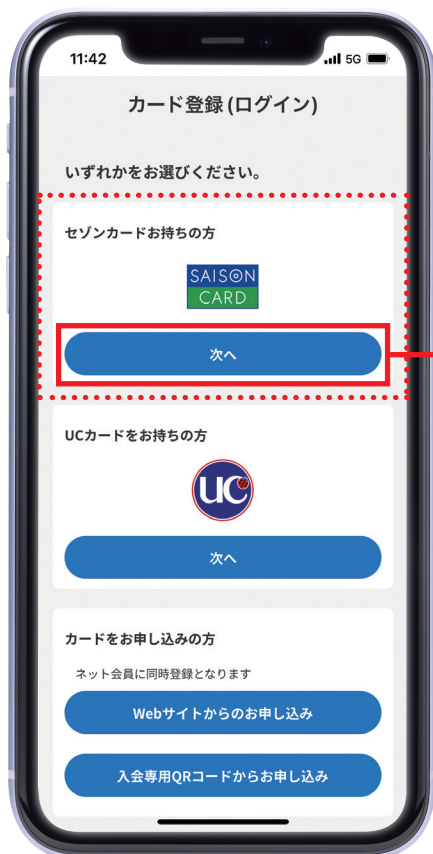 11:42
5G
カード登録(ログイン)
いずれかをお選びください。
セゾンカードお持ちの方
SAISON
CARD
次へ
UCカードをお持ちの方
UC
次へ
カードをお申し込みの方
ネット会員に同時登録となります
Webサイトからのお申し込み
入会専用QRコードからお申し込み